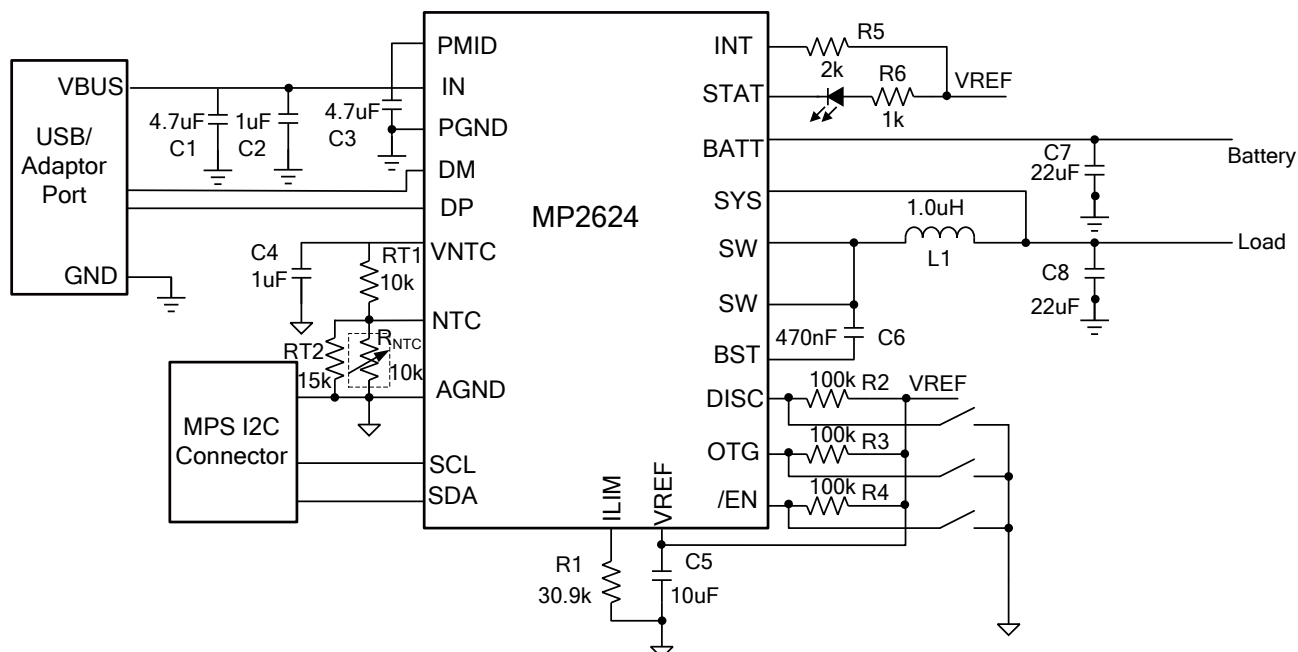 VBUS
USB/
Adaptor
Port
GND
4.7uF
C1
1uF
C2
4.7uF
C3
C4
1uF
RT1
10k
RT2
15k
RNTC
10k
MPS I2C
Connector
PMID
IN
PGND
DM
DP
VNTC
NTC
AGND
SCL
SDA
MP2624
ILIM
VREF
R1
30.9k
C5
10uF
INT
STAT
BATT
SYS
SW
SW
BST
DISC
OTG
/EN
R5
2k
R6
1k
VREF
C7
22uF
Battery
1.0uH
L1
Load
C8
22uF
470nF
C6
100k
R2
VREF
100k
R3
100k
R4